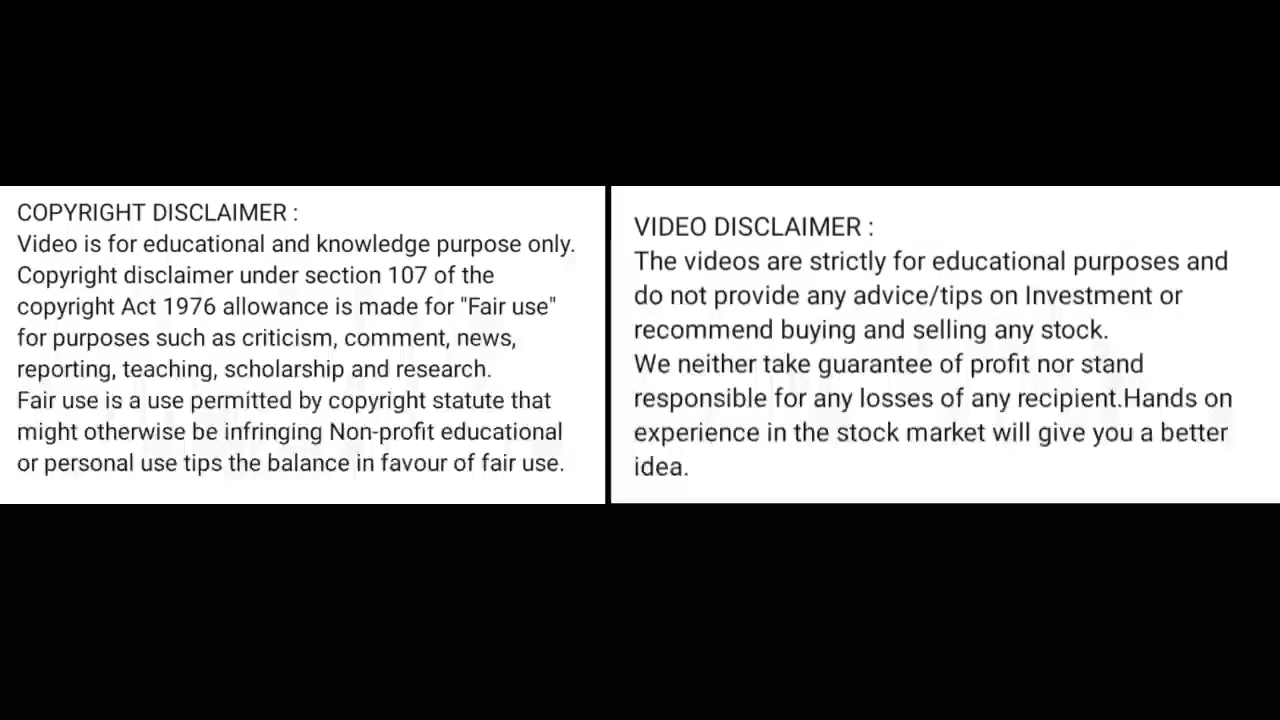 COPYRIGHT DISCLAIMER :
Video is for educational and knowledge purpose only.
Copyright disclaimer under section 107 of the
copyright Act 1976 allowance is made for "Fair use"
for purposes such as criticism, comment, news,
reporting, teaching, scholarship and research.
Fair use is a use permitted by copyright statute that
might otherwise be infringing Non-profit educational
or personal use tips the balance in favour of fair use.
VIDEO DISCLAIMER :
The videos are strictly for educational purposes and
do not provide any advice/tips on Investment or
recommend buying and selling any stock.
We neither take guarantee of profit nor stand
responsible for any losses of any recipient.Hands on
experience in the stock market will give you a better
idea.